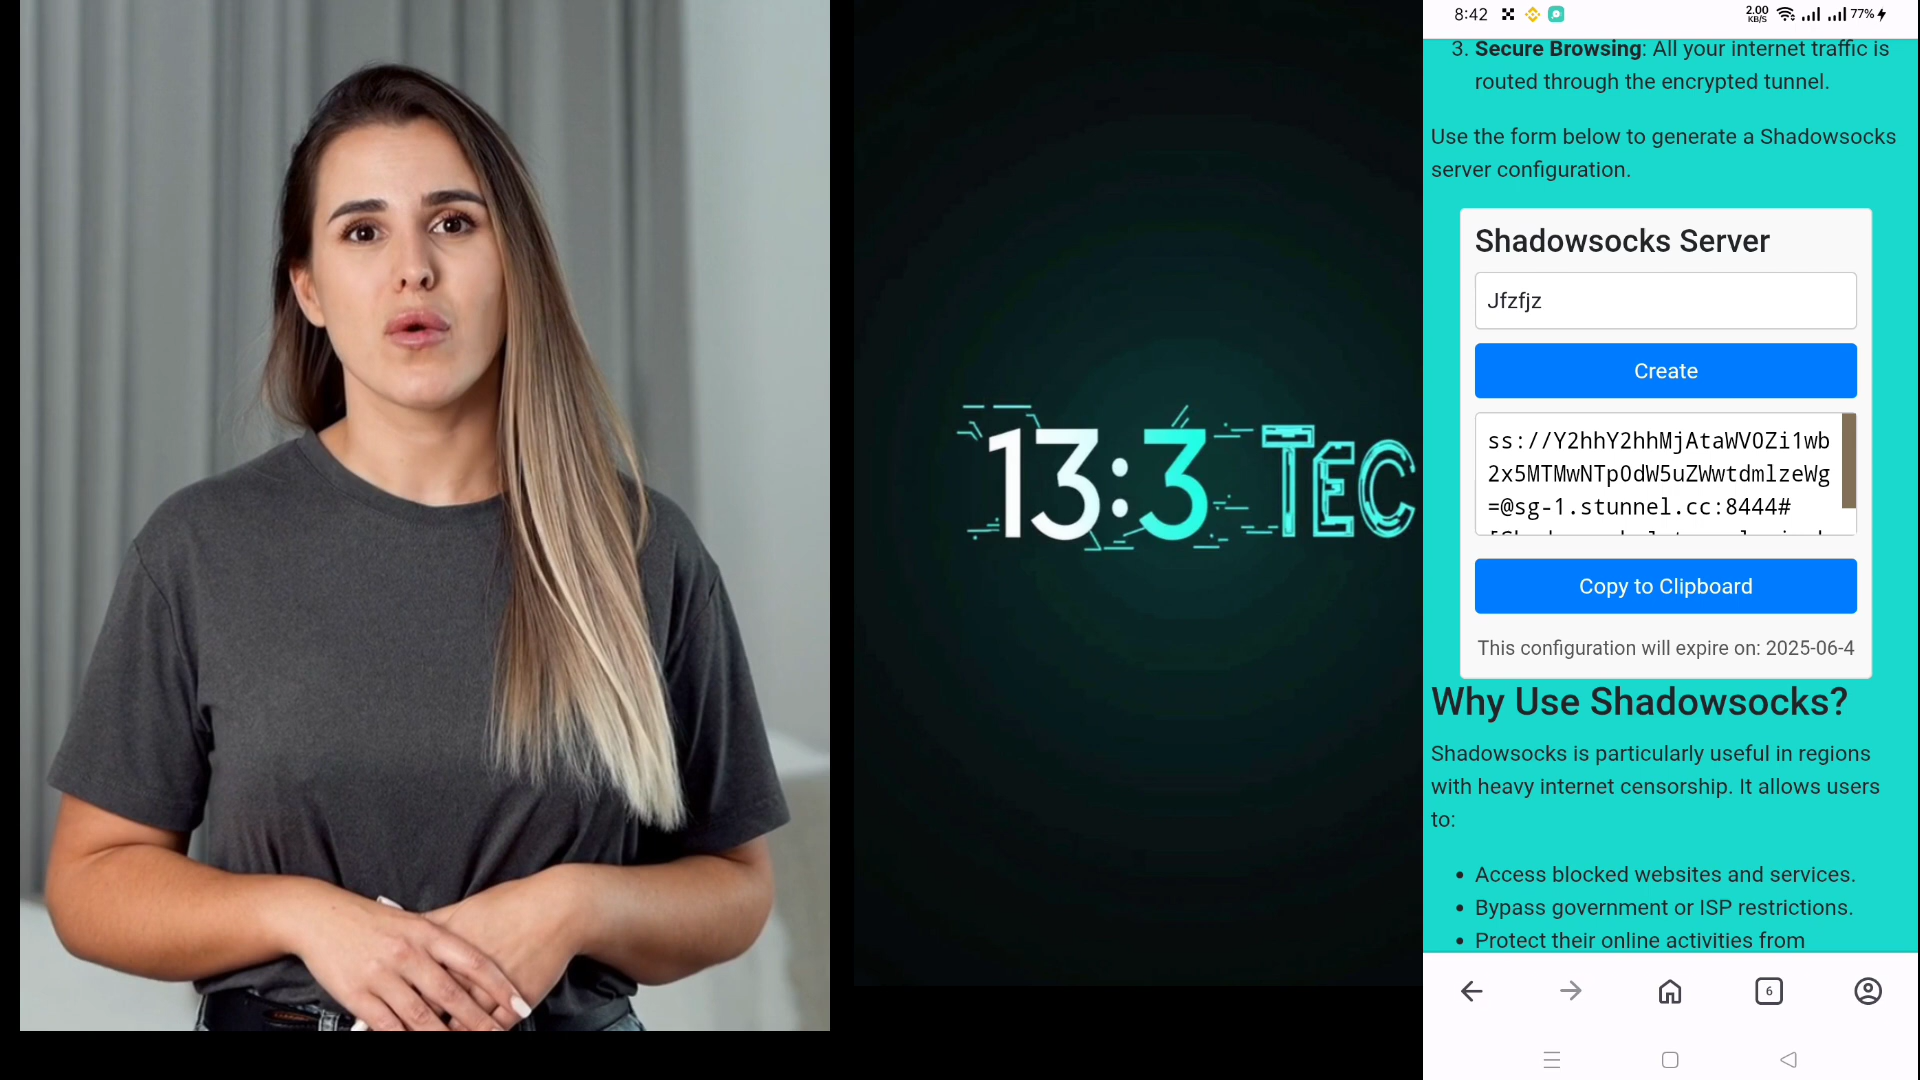 13:3 TEC
8:42
2.00
KB/S
77%
3. Secure Browsing: All your internet traffic is
routed through the encrypted tunnel.
Use the form below to generate a Shadowsocks
server configuration.
Shadowsocks Server
Jfzfjz
Create
ss://Y2hhY2hhMjAtaWV0Zi1wb
2x5MTMwNTpOdW5uZWwtdmlzeWg
=@sg-1.stunnel.cc:8444#
Copy to Clipboard
This configuration will expire on: 2025-06-4
Why Use Shadowsocks?
Shadowsocks is particularly useful in regions
with heavy internet censorship. It allows users
to:
• Access blocked websites and services.
• Bypass government or ISP restrictions.
• Protect their online activities from
6